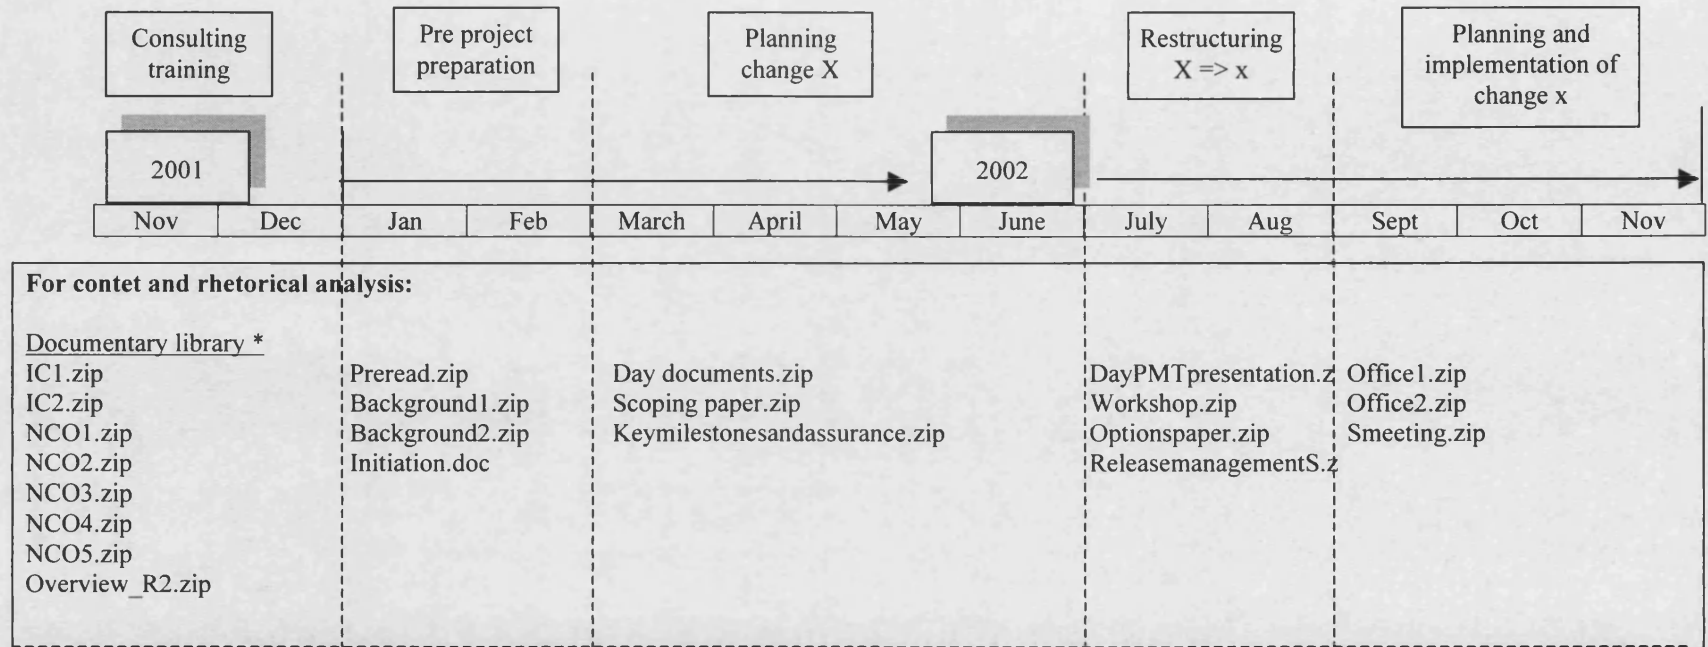 Consulting
training
Pre project
preparation
Planning
change X
Restructuring
X => x
Planning and
implementation of
change x
2001
2002
Nov Dec Jan Feb March April May June July Aug Sept Oct Nov
For contet and rhetorical analysis:
Documentary library *
IC1.zip
IC2.zip
NCO1.zip
NCO2.zip
NCO3.zip
NCO4.zip
NCO5.zip
Overview_R2.zip
Preread.zip
Background1.zip
Background2.zip
Initiation.doc
Day documents.zip
Scoping paper.zip
Keymilestonesandassurance.zip
DayPMTpresentation.z
Workshop.zip
Optionspaper.zip
ReleasemanagementS.z
Office1.zip
Office2.zip
Smeeting.zip